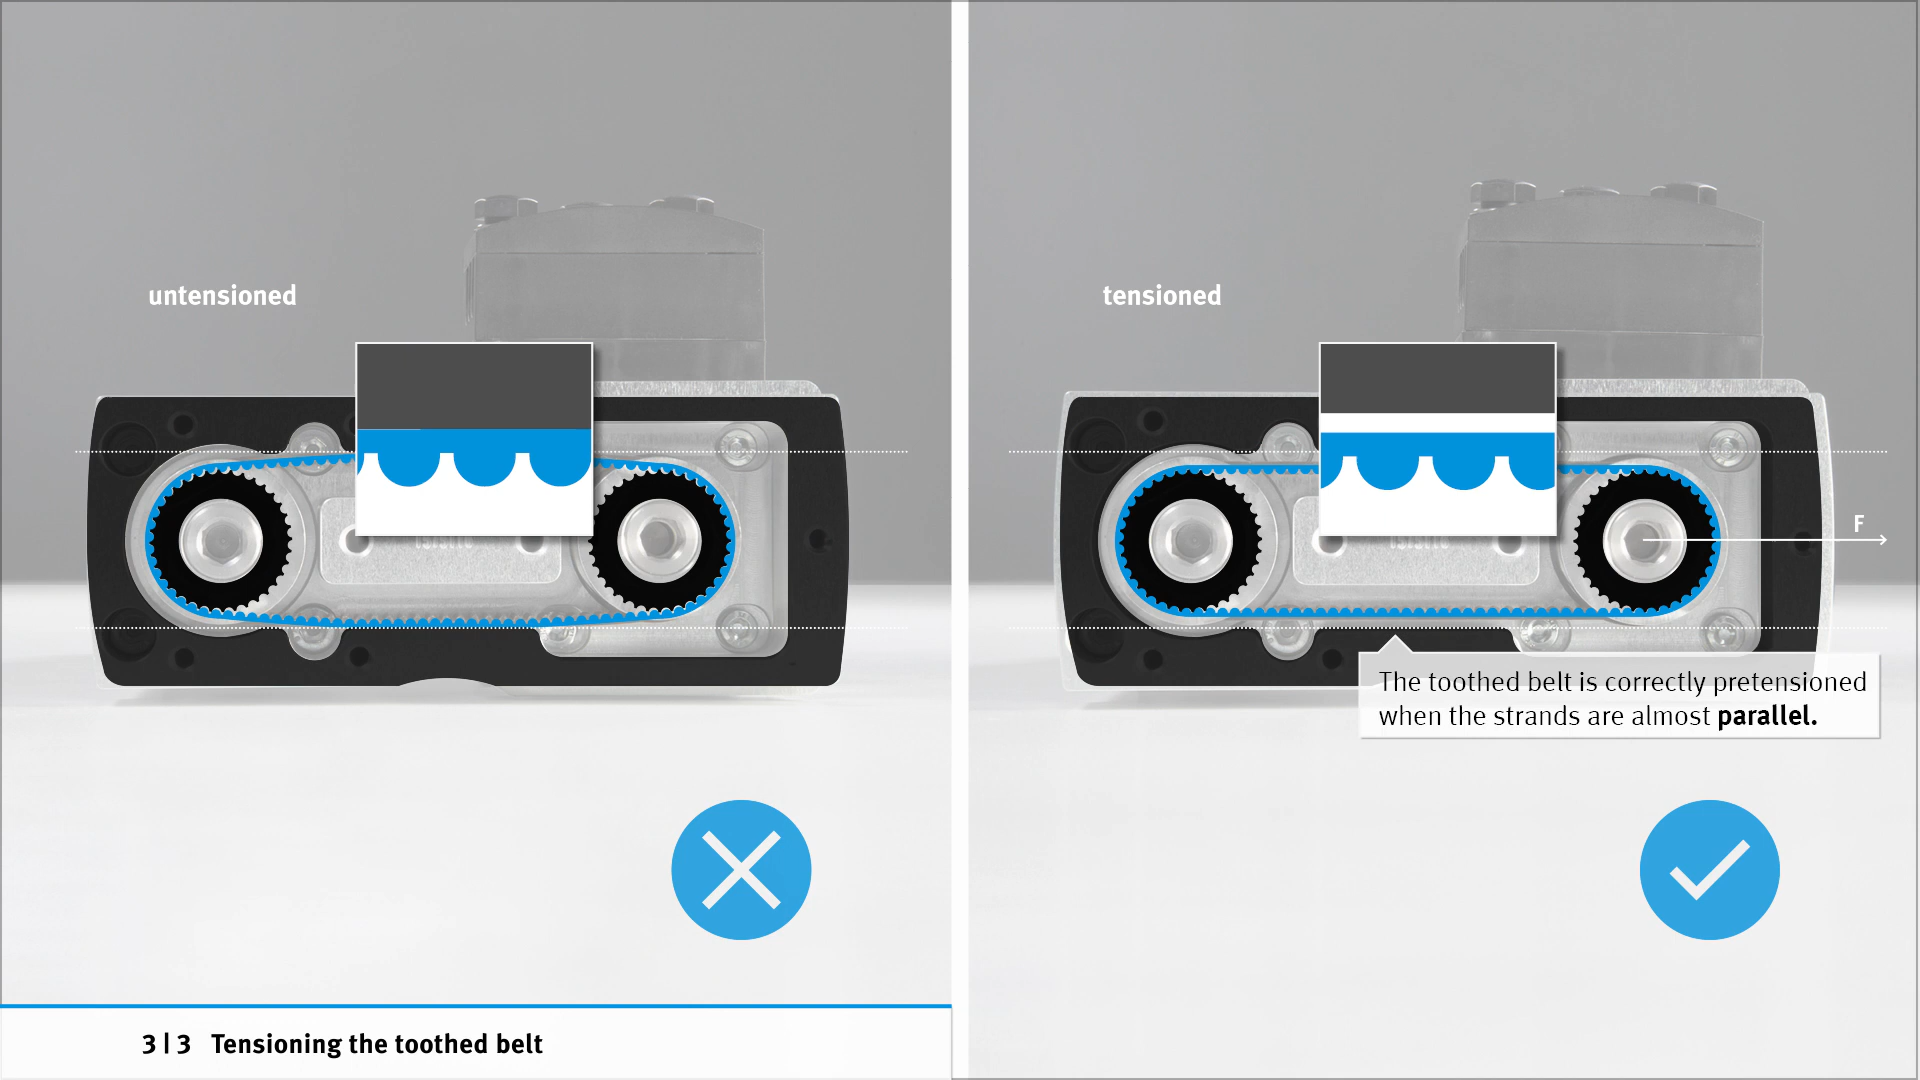 untensioned
tensioned
F
The toothed belt is correctly pretensioned
when the strands are almost parallel.
3|3 Tensioning the toothed belt